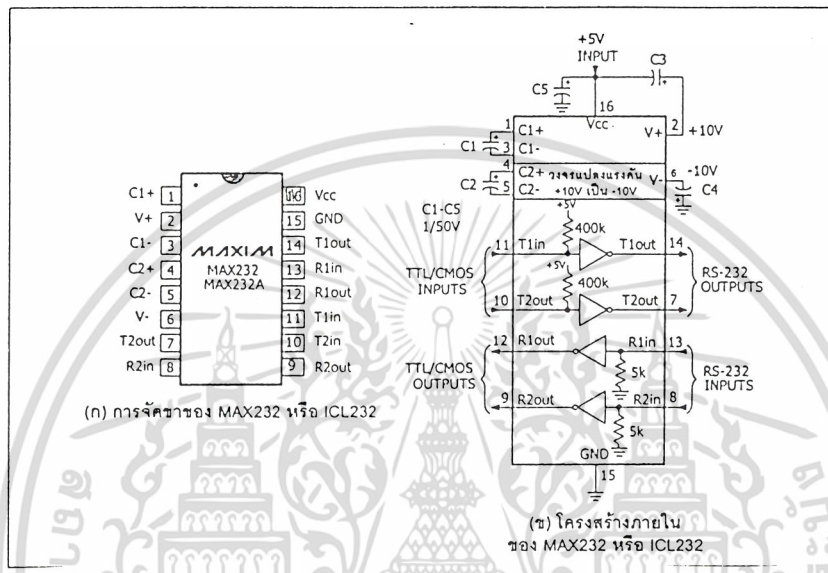 C1+ 1
V+ 2
C1- 3
C2+ 4
C2- 5
V- 6
T2out 7
R2in 8
MAXIM
MAX232
MAX232A
Vcc
15 GND
14 T1out
13 R1in
12 R1out
11 T1in
10 T2in
9 R2out
(ก) การจัดขาของ MAX232 หรือ ICL232
+5V
INPUT
C3
C5
16
Vcc
1 C1+
C1
3 C1-
V+ 2
+10V
4 C2+
C2
5 C2-
วงจรแปลงแรงดัน
+10V เป็น -10V
V- 6
-10V
C4
C1-C5
1/50V
+5V
400k
11 T1in
T1out 14
+5V
400k
TTL/CMOS
INPUTS
10 T2out
T2out 7
RS-232
OUTPUTS
12 R1out
R1in 13
5k
TTL/CMOS
OUTPUTS
9 R2out
R2in 8
5k
RS-232
INPUTS
GND
15
(ข) โครงสร้างภายใน
ของ MAX232 หรือ ICL232